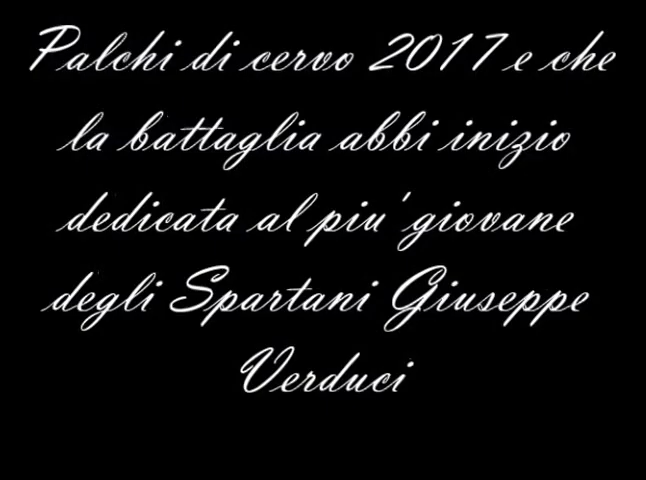 Palchi di cervo 2017 e che
la battaglia abbi inizio
dedicata al piu' giovane
degli Spartani Giuseppe
Verduci